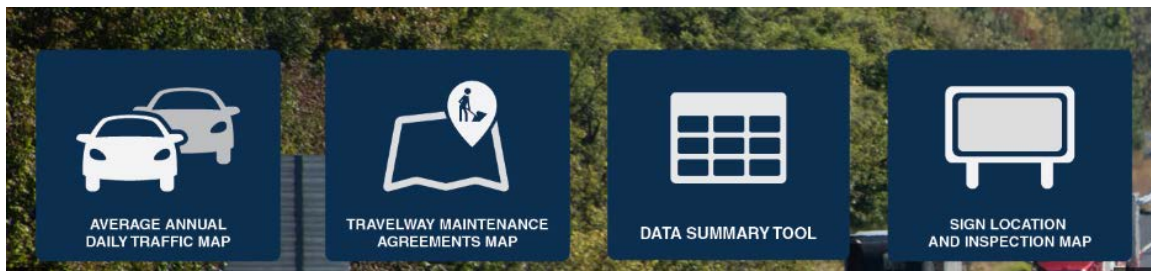 AVERAGE ANNUAL
DAILY TRAFFIC MAP
TRAVELWAY MAINTENANCE
AGREEMENTS MAP
DATA SUMMARY TOOL
SIGN LOCATION
AND INSPECTION MAP